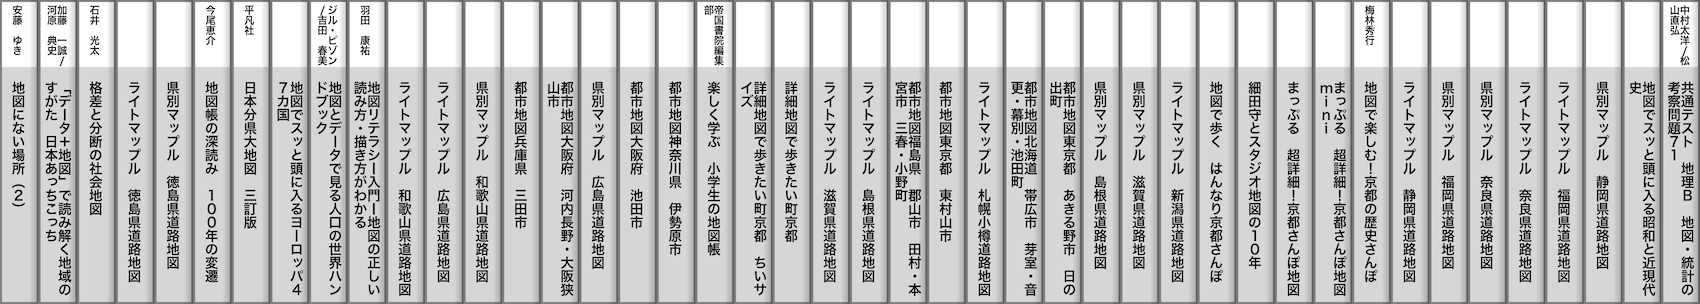 中村太洋/松
山直弘
共通テスト 地理B 地図・統計の
考察問題71
地図でスッと頭に入る昭和と近現代
史
県別マップル 静岡県道路地図
ライトマップル 福岡県道路地図
ライトマップル 奈良県道路地図
県別マップル 奈良県道路地図
県別マップル 福岡県道路地図
ライトマップル 静岡県道路地図
梅林秀行
地図で楽しむ!京都の歴史さんぽ
まっぷる 超詳細!京都さんぽ地図
mini
まっぷる 超詳細!京都さんぽ地図
細田守とスタジオ地図の10年
地図で歩く はんなり京都さんぽ
ライトマップル 新潟県道路地図
県別マップル 滋賀県道路地図
県別マップル 島根県道路地図
都市地図東京都 あきる野市 日の
出町
都市地図北海道 帯広市 芽室・音
更・幕別・池田町
ライトマップル 札幌小樽道路地図
都市地図東京都 東村山市
都市地図福島県 郡山市 田村・本
宮市 三春・小野町
ライトマップル 島根県道路地図
ライトマップル 滋賀県道路地図
詳細地図で歩きたい町京都
詳細地図で歩きたい町京都 ちいサ
イズ
帝国書院編集
部
楽しく学ぶ 小学生の地図帳
都市地図神奈川県 伊勢原市
都市地図大阪府 池田市
県別マップル 広島県道路地図
都市地図大阪府 河内長野・大阪狭
山市
都市地図兵庫県 三田市
県別マップル 和歌山県道路地図
ライトマップル 広島県道路地図
ライトマップル 和歌山県道路地図
羽田 康祐
地図リテラシー入門―地図の正しい
読み方・描き方がわかる
ジル・ピゾン
/吉田 春美
地図とデータで見る人口の世界ハン
ドブック
地図でスッと頭に入るヨーロッパ4
7カ国
平凡社
日本分県大地図 三訂版
今尾恵介
地図帳の深読み 100年の変遷
県別マップル 徳島県道路地図
ライトマップル 徳島県道路地図
石井 光太
格差と分断の社会地図
加藤 一誠/
河原 典史
「データ+地図」で読み解く地域の
すがた 日本あっちこっち
安藤 ゆき
地図にない場所(2)